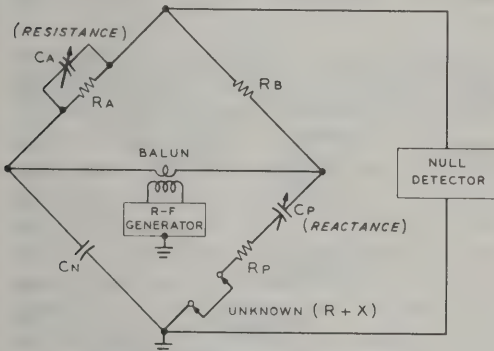 (RESISTANCE)
CA
RA
RB
BALUN
R-F
GENERATOR
NULL
DETECTOR
CP
(REACTANCE)
CN
RP
UNKNOWN (R + X)